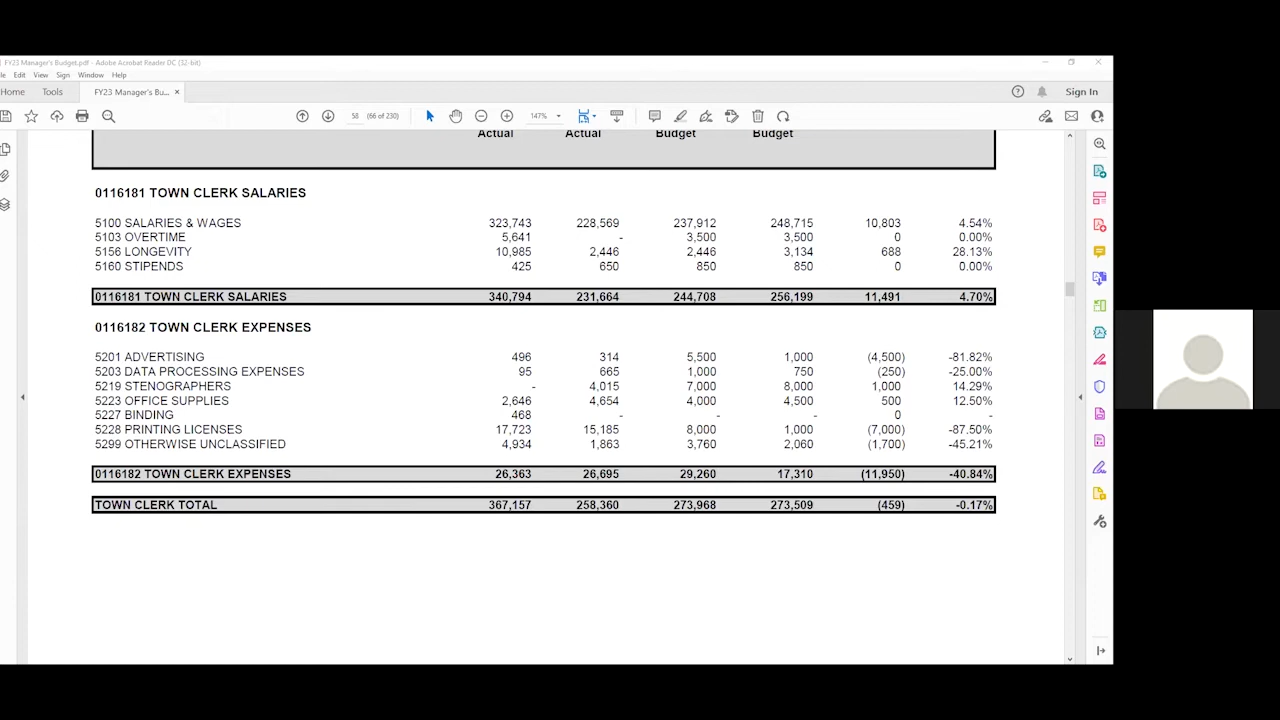 FY23 Manager's Budget.pdf - Adobe Acrobat Reader DC (32-bit)
Edit View Sign Window Help
Home Tools FY23 Manager's Bu... × Sign In
58 (66 of 230) 147%
Actual Actual Budget Budget
0116181 TOWN CLERK SALARIES
5100 SALARIES & WAGES 323,743 228,569 237,912 248,715 10,803 4.54%
5103 OVERTIME 5,641 - 3,500 3,500 0 0.00%
5156 LONGEVITY 10,985 2,446 2,446 3,134 688 28.13%
5160 STIPENDS 425 650 850 850 0 0.00%
0116181 TOWN CLERK SALARIES 340,794 231,664 244,708 256,199 11,491 4.70%
0116182 TOWN CLERK EXPENSES
5201 ADVERTISING 496 314 5,500 1,000 (4,500) -81.82%
5203 DATA PROCESSING EXPENSES 95 665 1,000 750 (250) -25.00%
5219 STENOGRAPHERS - 4,015 7,000 8,000 1,000 14.29%
5223 OFFICE SUPPLIES 2,646 4,654 4,000 4,500 500 12.50%
5227 BINDING 468 - - - 0 -
5228 PRINTING LICENSES 17,723 15,185 8,000 1,000 (7,000) -87.50%
5299 OTHERWISE UNCLASSIFIED 4,934 1,863 3,760 2,060 (1,700) -45.21%
0116182 TOWN CLERK EXPENSES 26,363 26,695 29,260 17,310 (11,950) -40.84%
TOWN CLERK TOTAL 367,157 258,360 273,968 273,509 (459) -0.17%